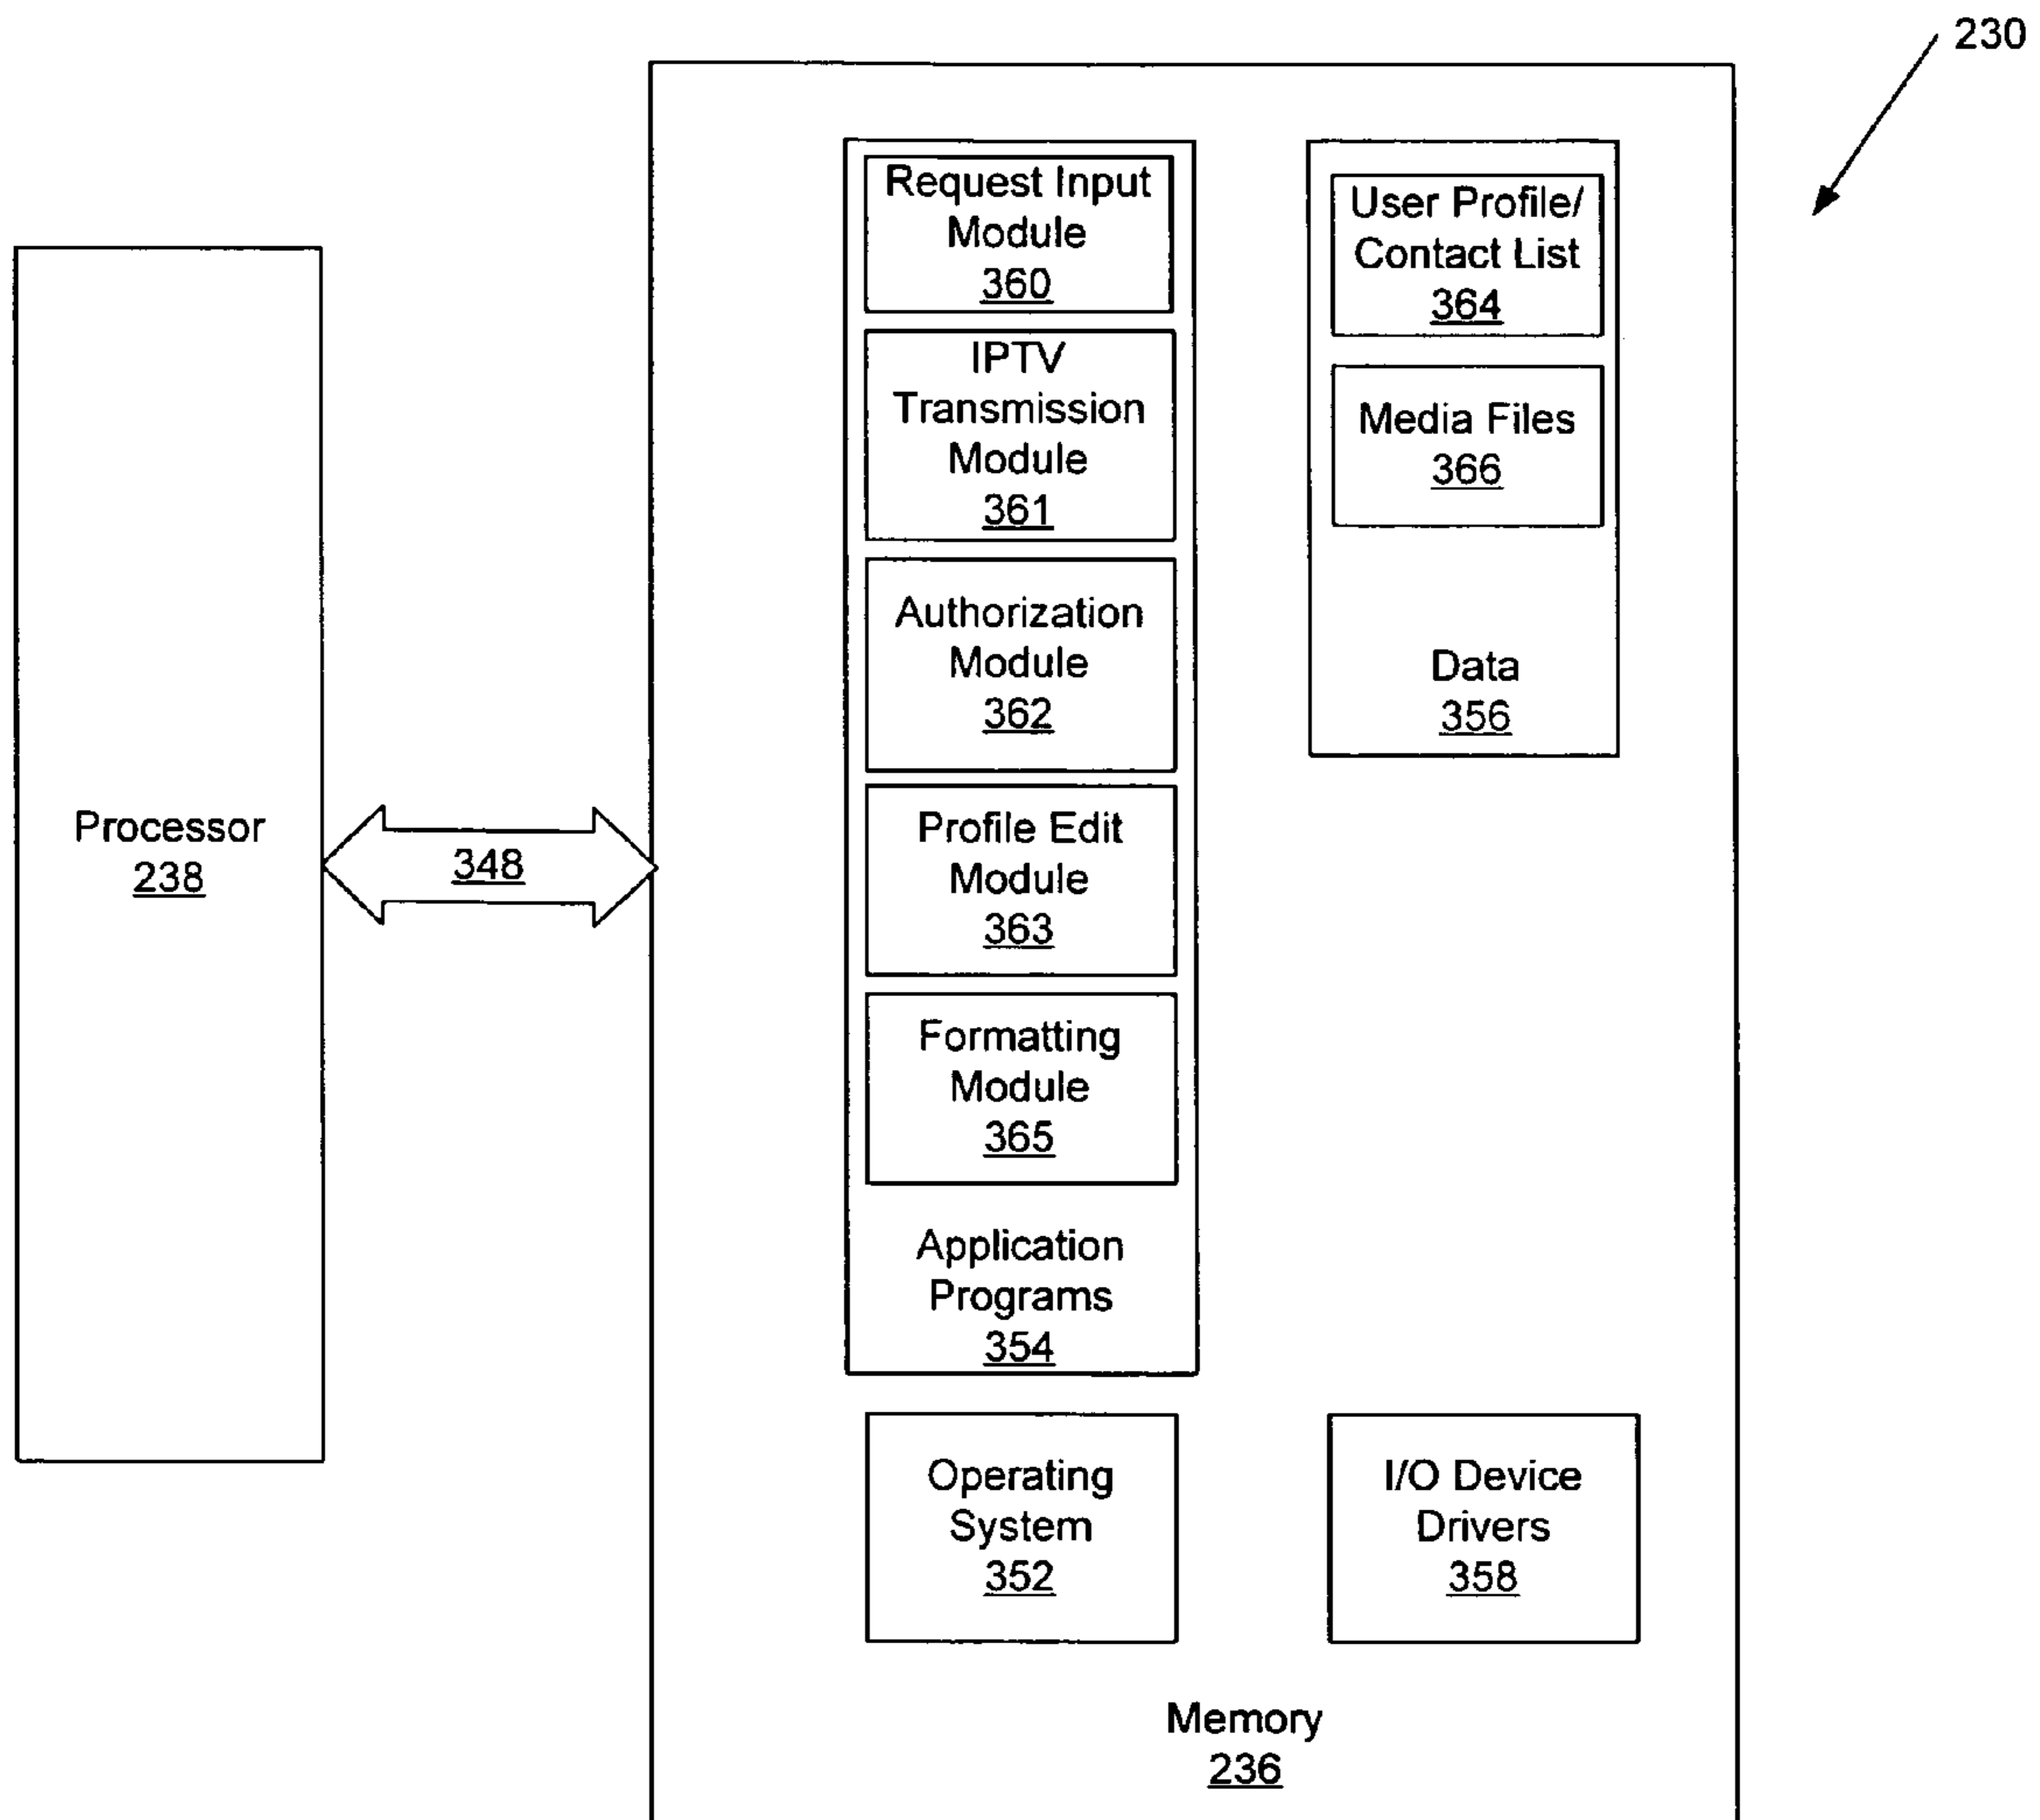 230
Request Input
Module
360
IPTV
Transmission
Module
361
Authorization
Module
362
Profile Edit
Module
363
Formatting
Module
365
Application
Programs
354
User Profile/
Contact List
364
Media Files
366
Data
356
Processor
238
348
Operating
System
352
I/O Device
Drivers
358
Memory
236